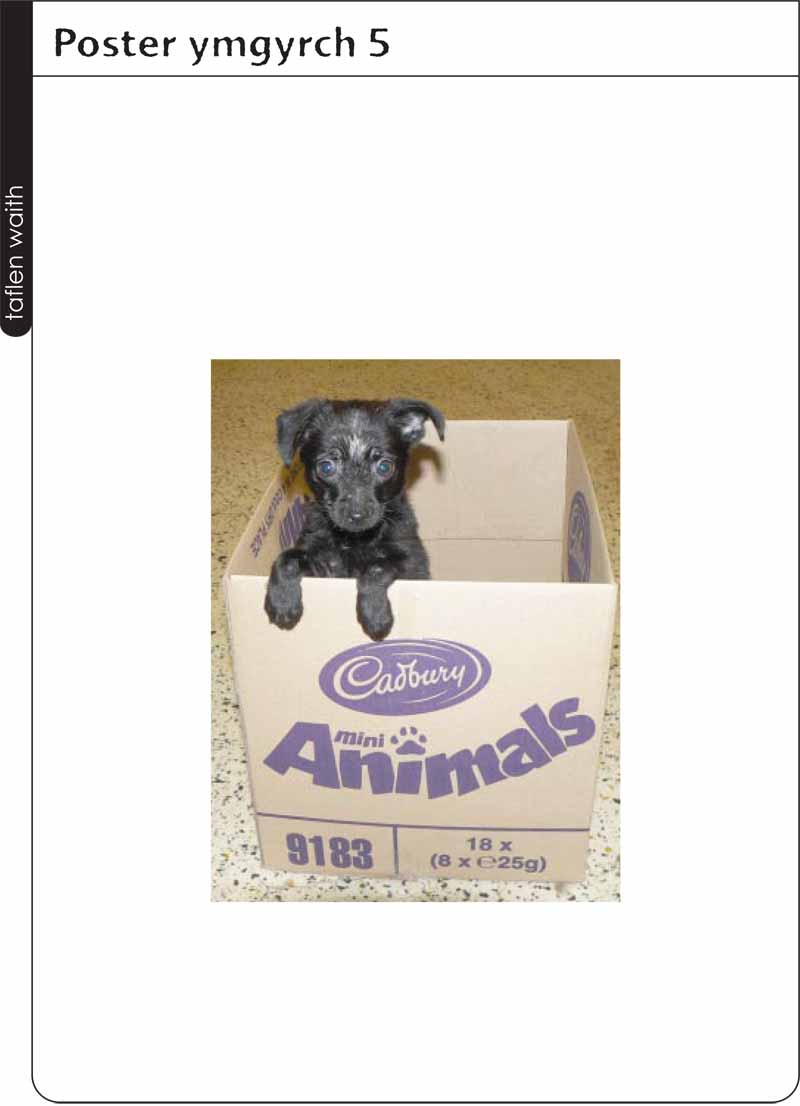 Poster ymgyrch 5
taflen waith
Cadbury
mini
Animals
9183
18 x
(8 x ℮25g)